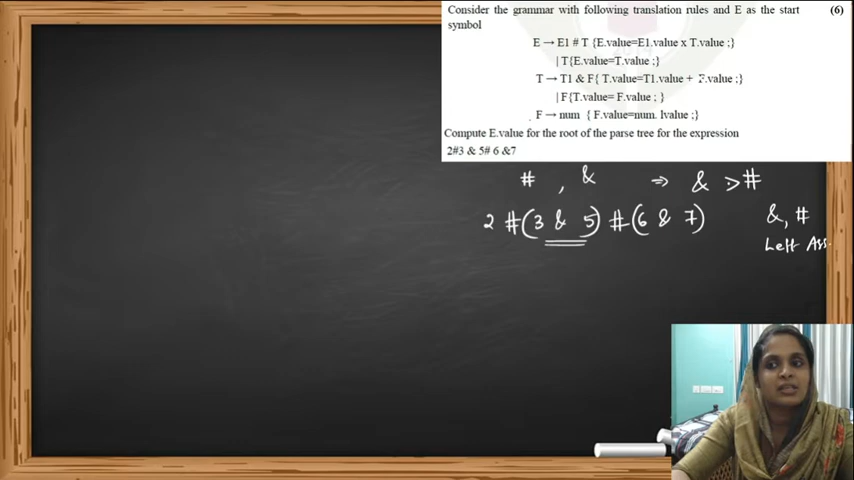 Consider the grammar with following translation rules and E as the start (6)
symbol
E → E1 # T {E.value=E1.value x T.value ;}
| T{E.value=T.value ;}
T → T1 & F{ T.value=T1.value + F.value ;}
| F{T.value= F.value ; }
F → num { F.value=num. lvalue ;}
Compute E.value for the root of the parse tree for the expression
2#3 & 5# 6 &7
# , & ⇒ & ⋗ #
2 #(3 & 5) #(6 & 7) &, #
Left Ass.